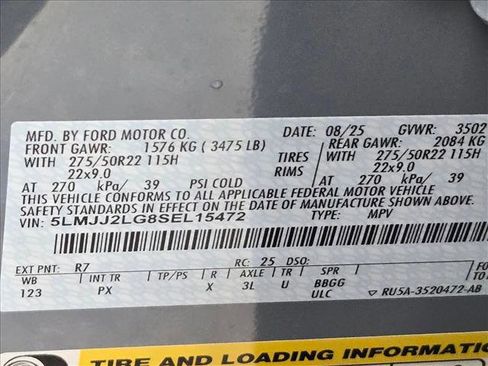 MFD. BY FORD MOTOR CO. DATE: 08/25 GVWR: 3502
FRONT GAWR: 1576 KG ( 3475 LB) REAR GAWR: 2084 KG
WITH 275/50R22 115H TIRES WITH 275/50R22 115H
22x9.0 RIMS 22x9.0
AT 270 kPa/ 39 PSI COLD AT 270 kPa/ 39
THIS VEHICLE CONFORMS TO ALL APPLICABLE FEDERAL MOTOR VEHICLE
SAFETY STANDARDS IN EFFECT ON THE DATE OF MANUFACTURE SHOWN ABOVE.
VIN: 5LMJJ2LG8SEL15472 TYPE: MPV
EXT PNT: R7 RC: 25 DSO:
WB INT TR TP/PS R AXLE TR SPR
123 PX X 3L U BBGG
ULC ▽ RU5A-3520472-AB
TIRE AND LOADING INFORMATION